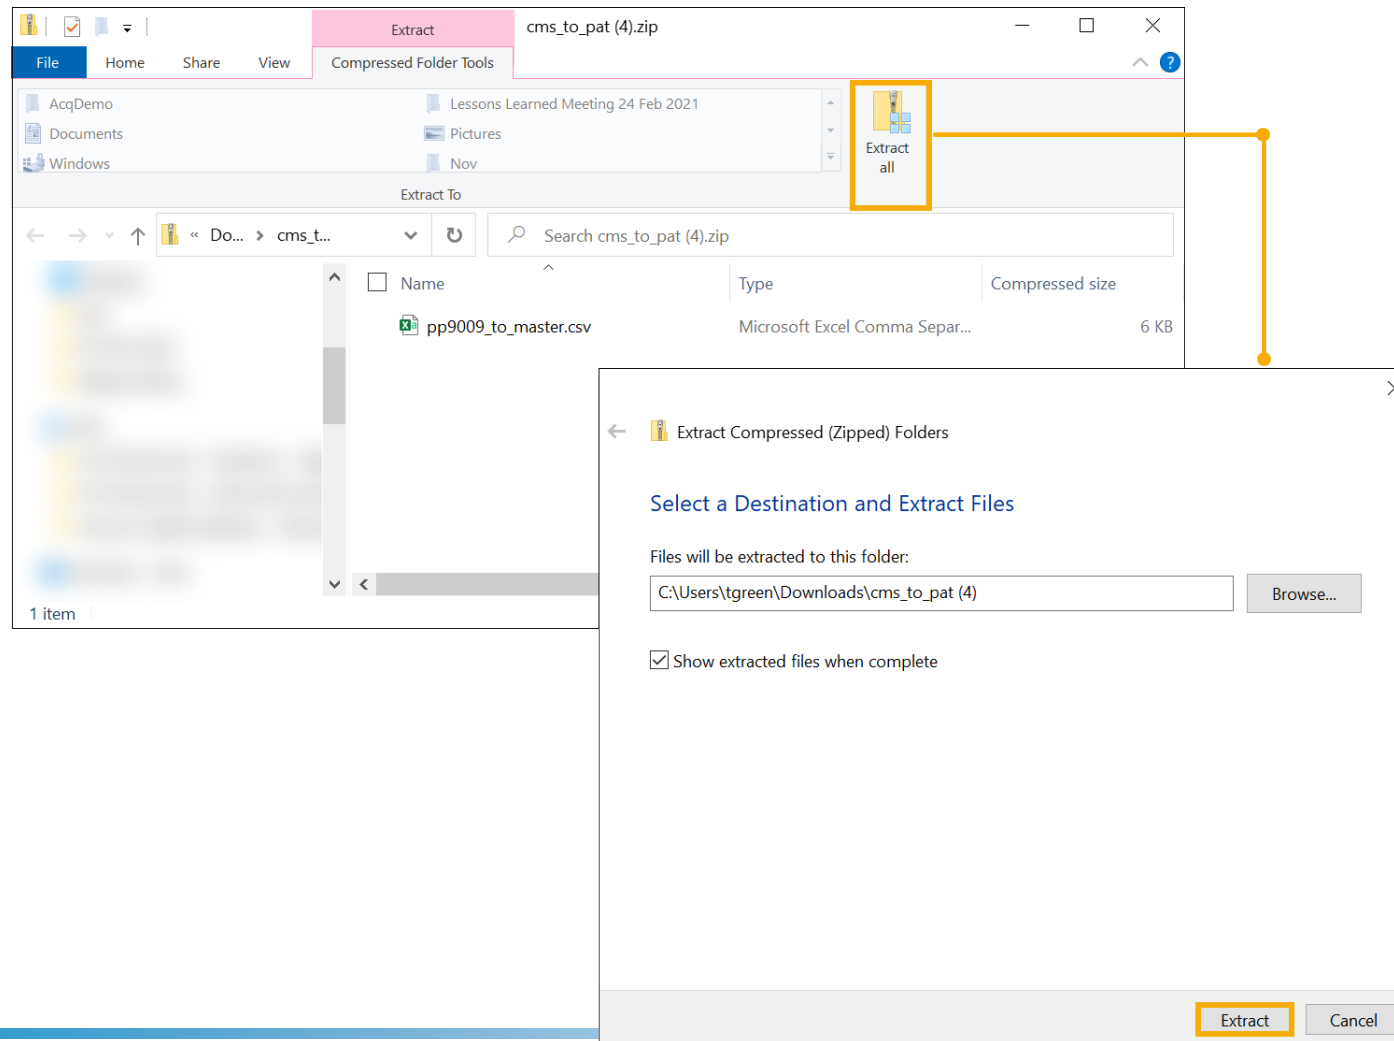 Extract
cms_to_pat (4).zip
File
Home
Share
View
Compressed Folder Tools
?
AcqDemo
Documents
Windows
Lessons Learned Meeting 24 Feb 2021
Pictures
Nov
Extract To
Extract
all
« Do... > cms_t...
Search cms_to_pat (4).zip
Name
Type
Compressed size
pp9009_to_master.csv
Microsoft Excel Comma Separ...
6 KB
1 item
Extract Compressed (Zipped) Folders
Select a Destination and Extract Files
Files will be extracted to this folder:
C:\Users\tgreen\Downloads\cms_to_pat (4)
Browse...
Show extracted files when complete
Extract
Cancel